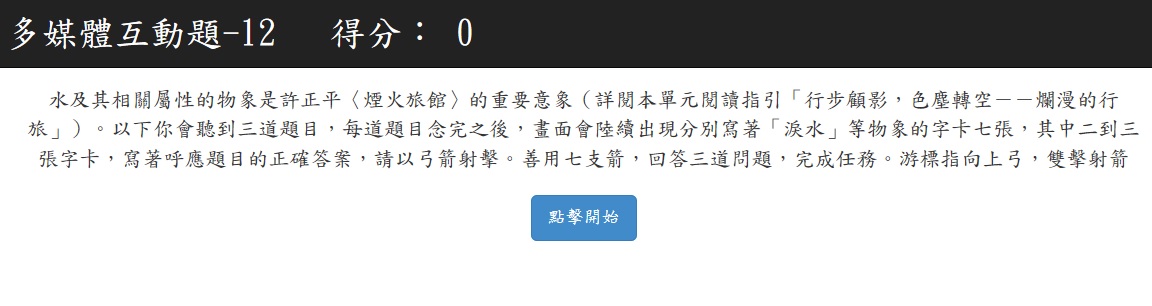 多媒體互動題-12 得分： 0
水及其相關屬性的物象是許正平〈煙火旅館〉的重要意象（詳閱本單元閱讀指引「行步顧影，色塵轉空－－爛漫的行
旅」）。以下你會聽到三道題目，每道題目念完之後，畫面會陸續出現分別寫著「淚水」等物象的字卡七張，其中二到三
張字卡，寫著呼應題目的正確答案，請以弓箭射擊。善用七支箭，回答三道問題，完成任務。游標指向上弓，雙擊射箭
點擊開始